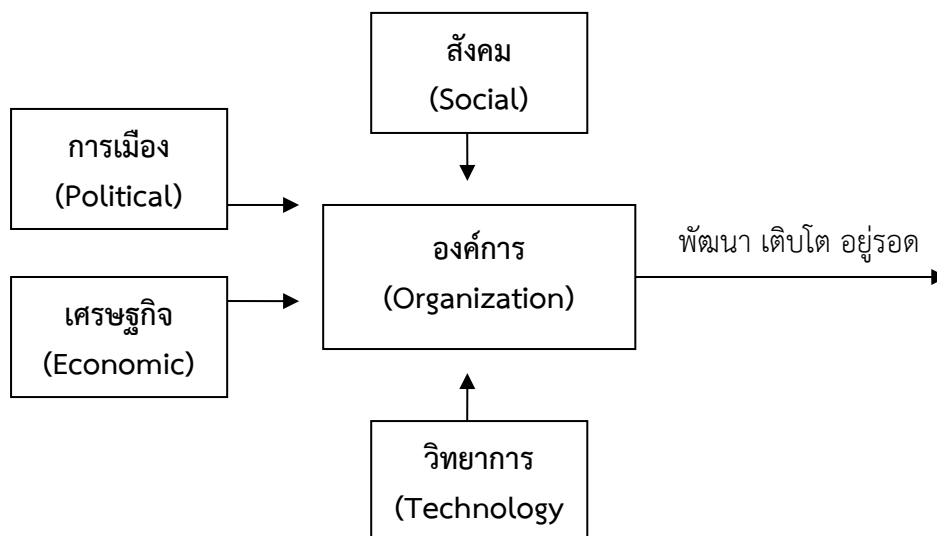 สังคม
(Social)
การเมือง
(Political)
องค์การ
(Organization)
พัฒนา เติบโต อยู่รอด
เศรษฐกิจ
(Economic)
วิทยาการ
(Technology